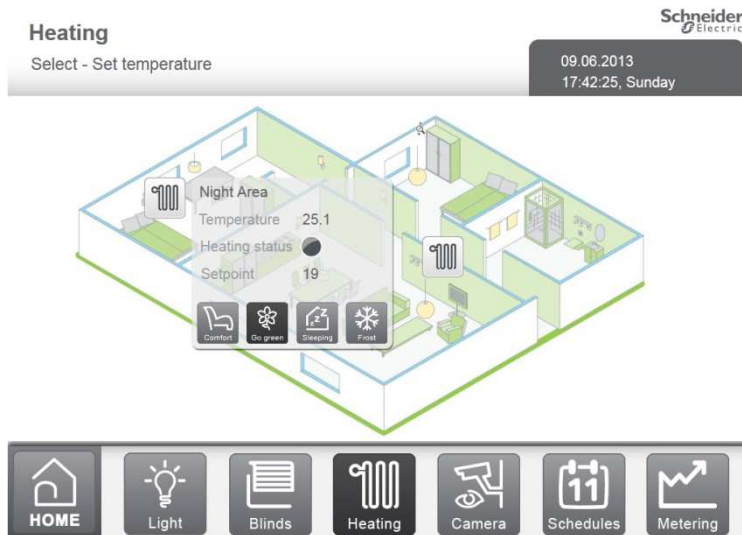 Heating
Select - Set temperature
Schneider
Electric
09.06.2013
17:42:25, Sunday
Night Area
Temperature 25.1
Heating status
Setpoint 19
Comfort Go green Sleeping Frost
HOME Light Blinds Heating Camera 11 Schedules Metering